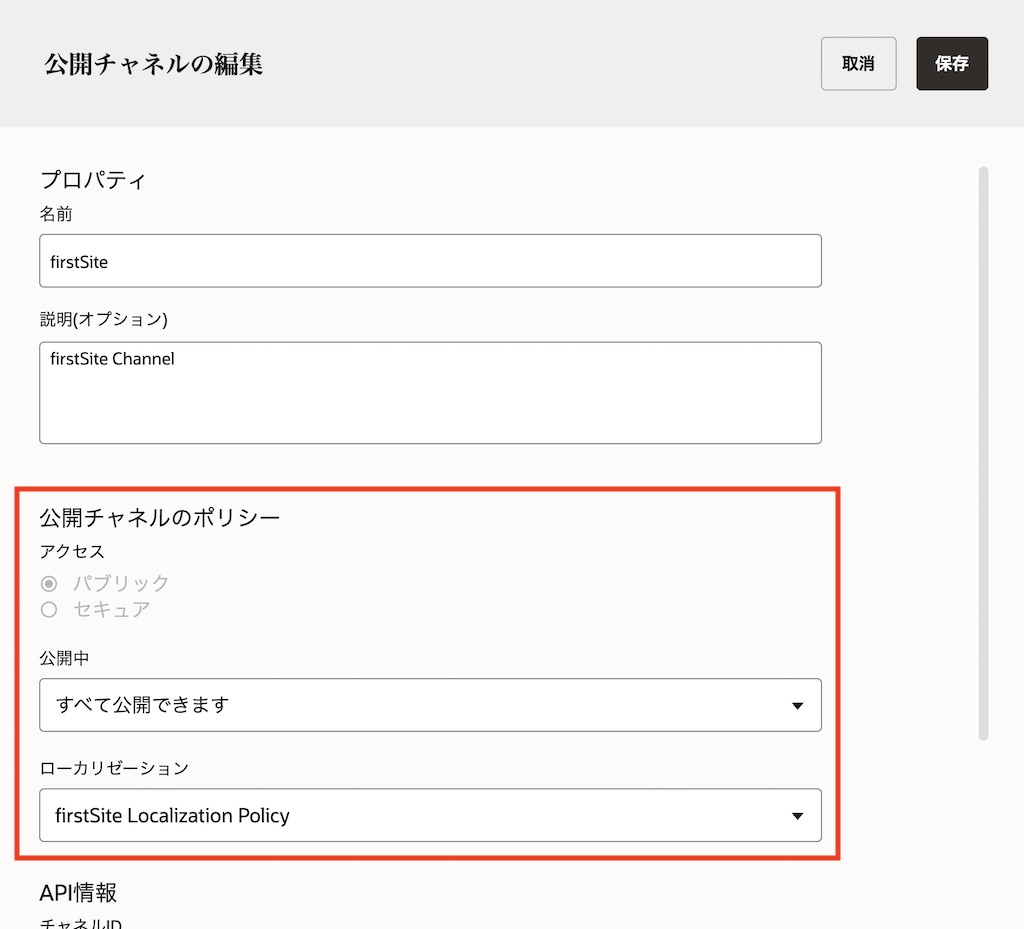 公開チャネルの編集
取消
保存
プロパティ
名前
firstSite
説明(オプション)
firstSite Channel
公開チャネルのポリシー
アクセス
パブリック
セキュア
公開中
すべて公開できます
ローカリゼーション
firstSite Localization Policy
API情報
チャネルID